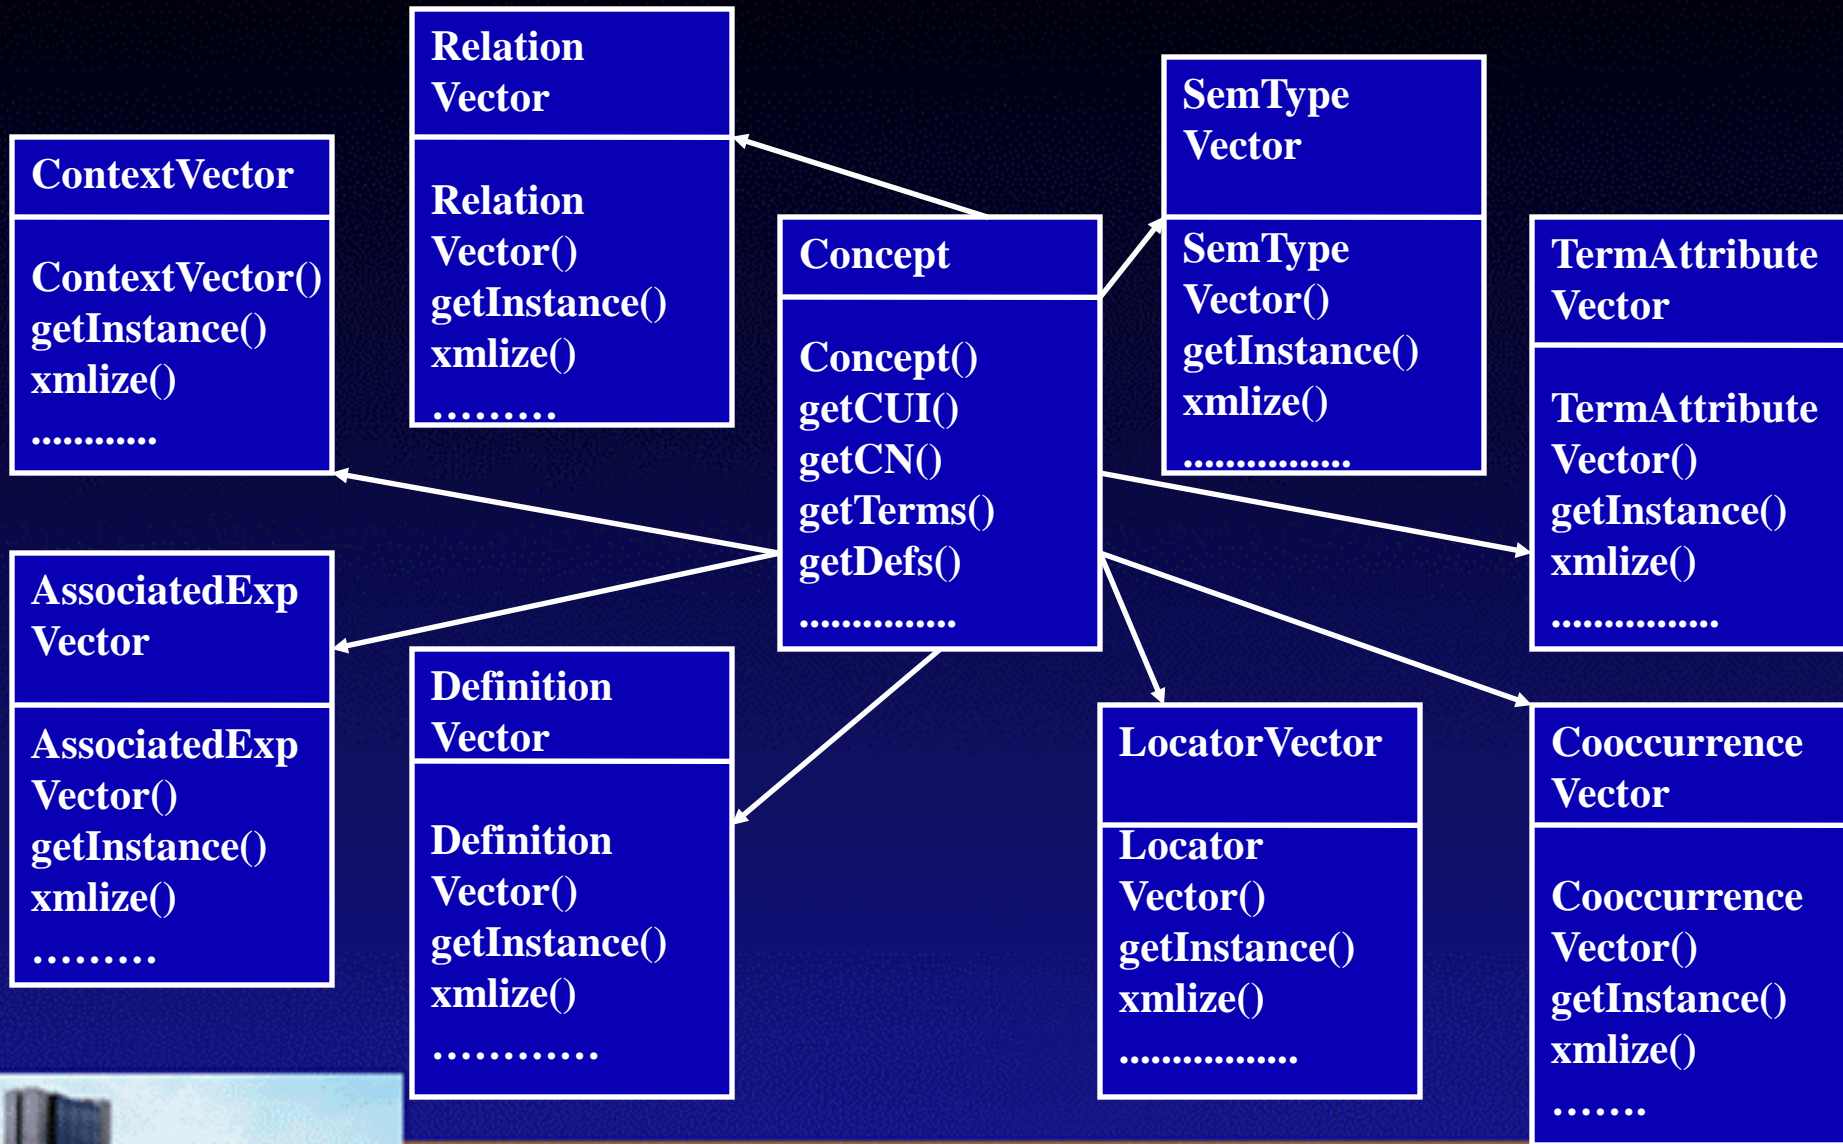 Relation
Vector
Relation
Vector()
getInstance()
xmlize()
………
SemType
Vector
SemType
Vector()
getInstance()
xmlize()
................
ContextVector
ContextVector()
getInstance()
xmlize()
............
Concept
Concept()
getCUI()
getCN()
getTerms()
getDefs()
...............
TermAttribute
Vector
TermAttribute
Vector()
getInstance()
xmlize()
................
AssociatedExp
Vector
AssociatedExp
Vector()
getInstance()
xmlize()
………
Definition
Vector
Definition
Vector()
getInstance()
xmlize()
…………
LocatorVector
Locator
Vector()
getInstance()
xmlize()
.................
Cooccurrence
Vector
Cooccurrence
Vector()
getInstance()
xmlize()
…….